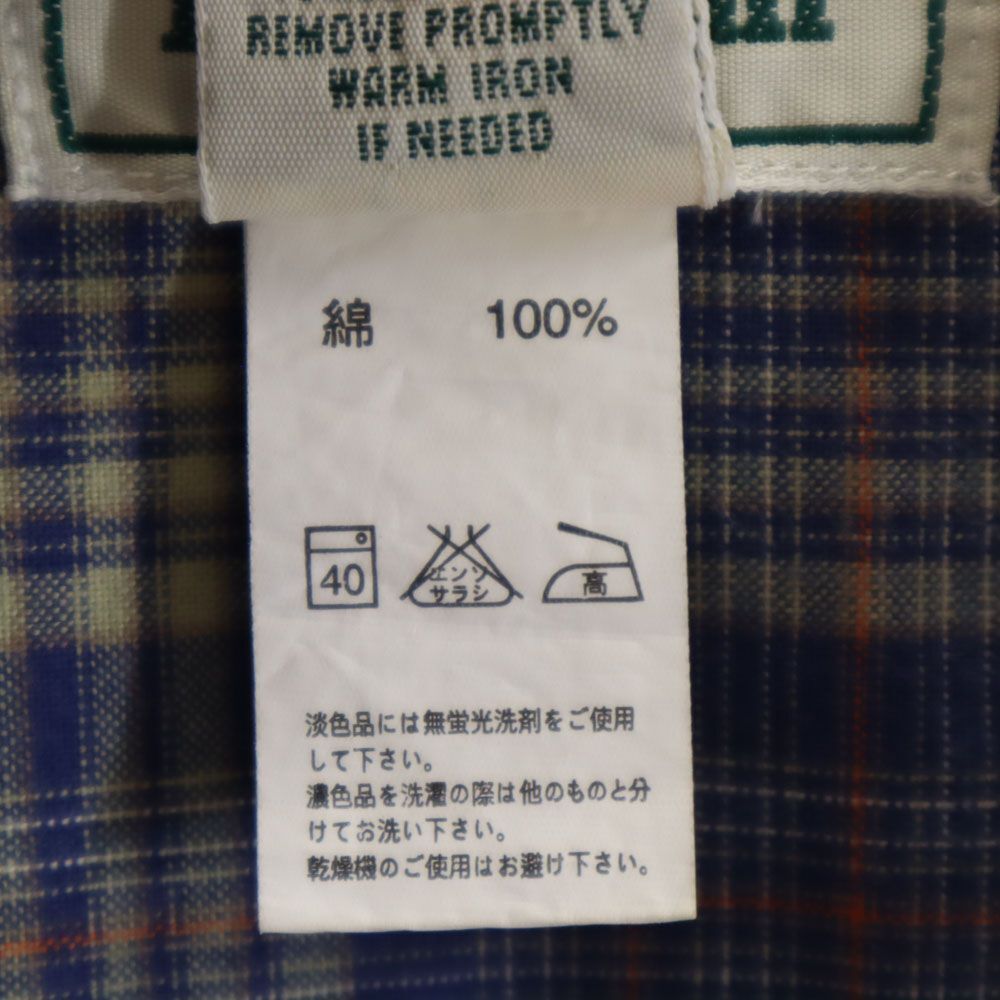 REMOVE PROMPTLY
WARM IRON
IF NEEDED
綿 100%
40 エンソ サラシ 高
淡色品には無蛍光洗剤をご使用
して下さい。
濃色品を洗濯の際は他のものと分
けてお洗い下さい。
乾燥機のご使用はお避け下さい。